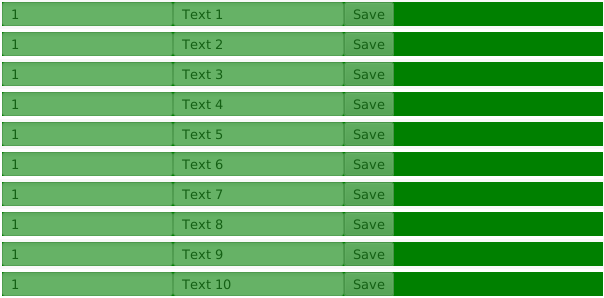 1 Text 1 Save
1 Text 2 Save
1 Text 3 Save
1 Text 4 Save
1 Text 5 Save
1 Text 6 Save
1 Text 7 Save
1 Text 8 Save
1 Text 9 Save
1 Text 10 Save